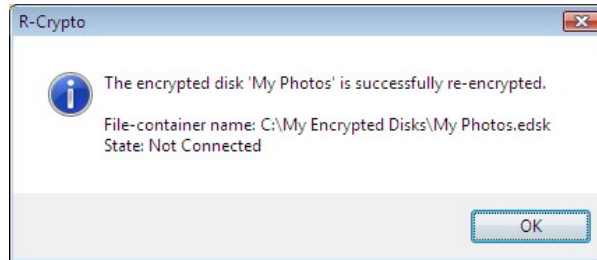 R-Crypto
The encrypted disk 'My Photos' is successfully re-encrypted.
File-container name: C:\My Encrypted Disks\My Photos.edsk
State: Not Connected
OK